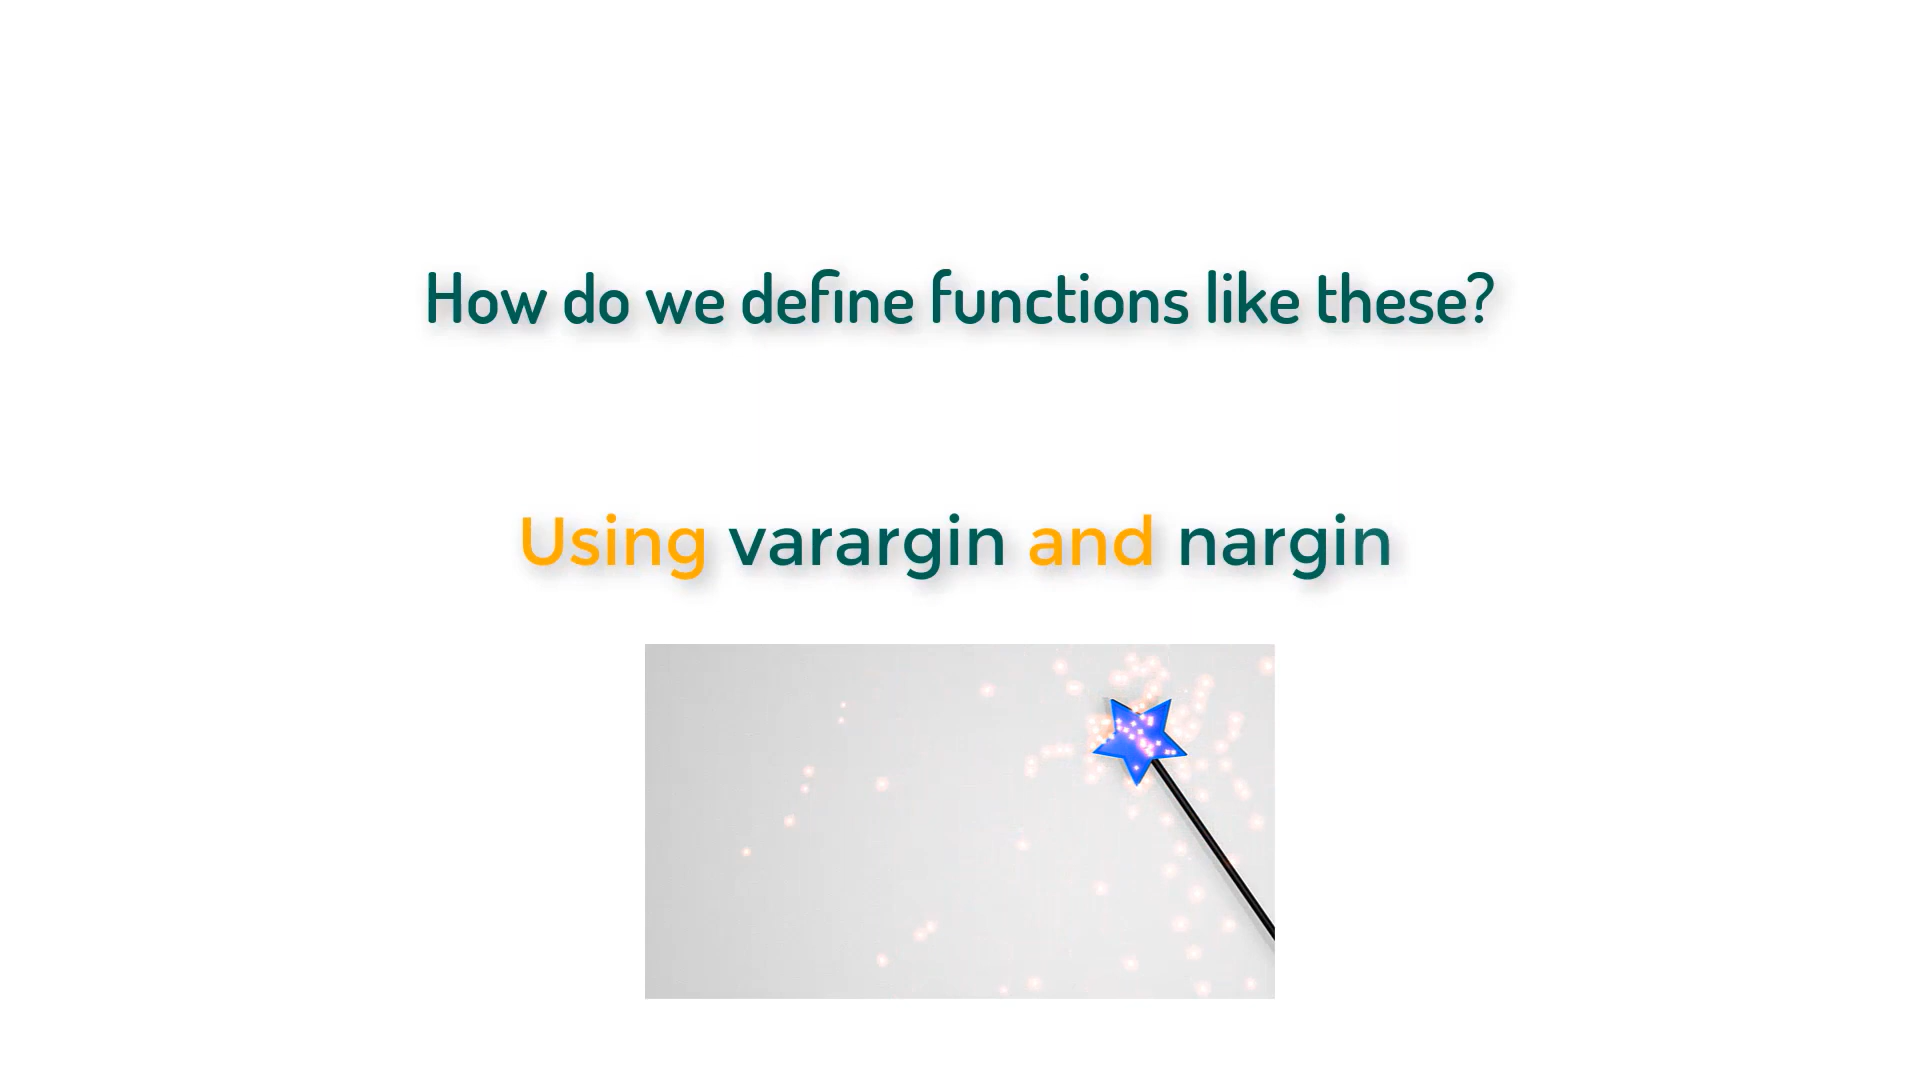 How do we define functions like these?
Using varargin and nargin